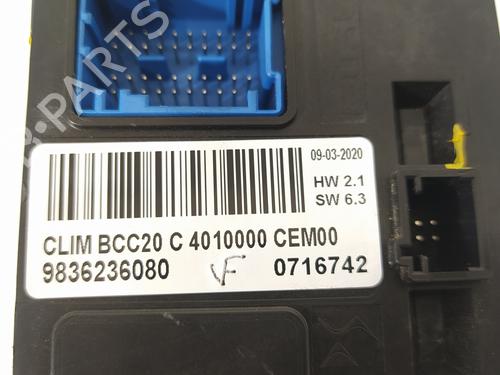 09-03-2020
HW 2.1
SW 6.3
CLIM BCC20 C 4010000 CEM00
9836236080 VF 0716742
PARTS